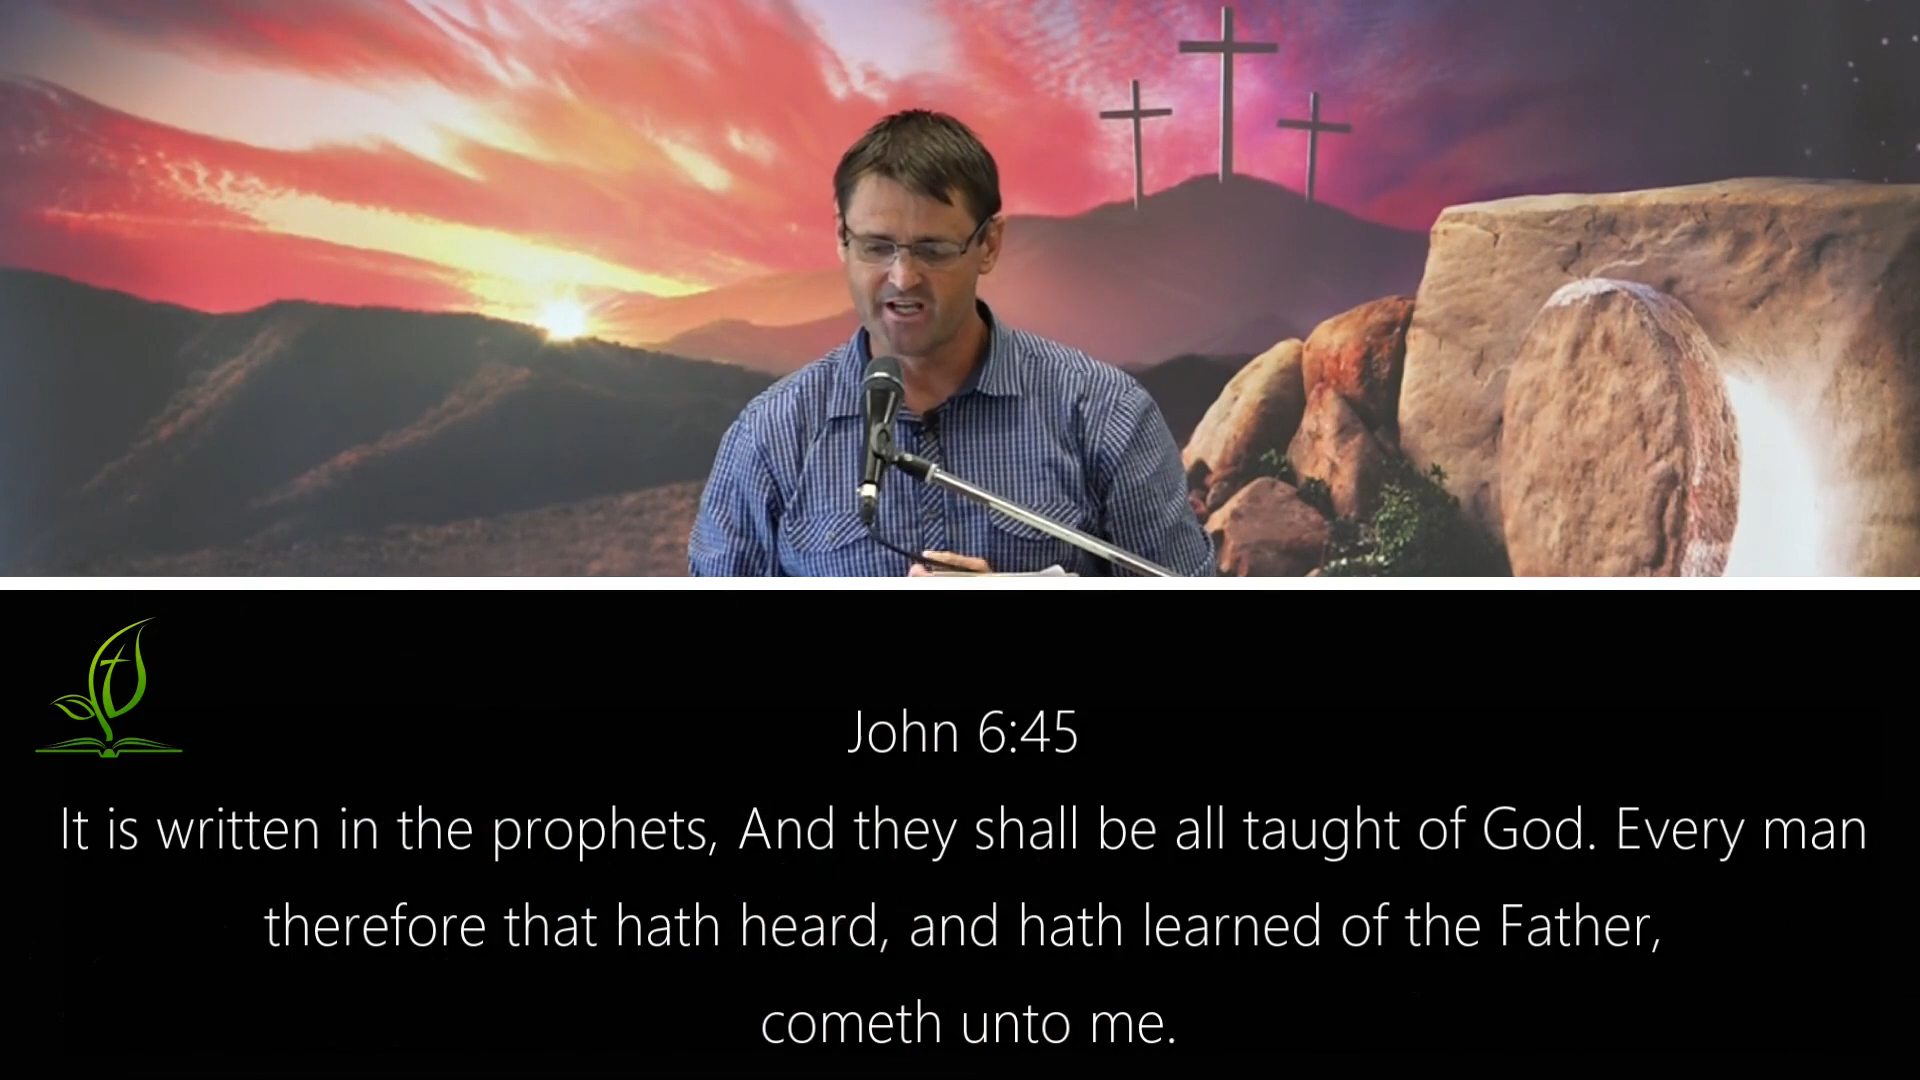 John 6:45
It is written in the prophets, And they shall be all taught of God. Every man
therefore that hath heard, and hath learned of the Father,
cometh unto me.